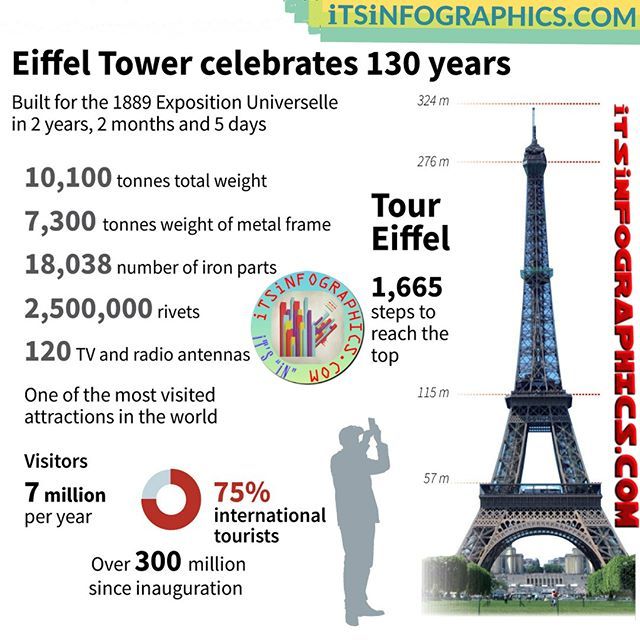 iTSiNFOGRAPHICS.COM
Eiffel Tower celebrates 130 years
Built for the 1889 Exposition Universelle
in 2 years, 2 months and 5 days
10,100 tonnes total weight
7,300 tonnes weight of metal frame
18,038 number of iron parts
2,500,000 rivets
120 TV and radio antennas
One of the most visited
attractions in the world
Visitors
7 million
per year
75%
international
tourists
Over 300 million
since inauguration
iTSiNFOGRAPHICS.COM
iT'S "iN"!
Tour
Eiffel
1,665
steps to
reach the
top
324 m
276 m
115 m
57 m
iTSiNFOGRAPHICS.COM